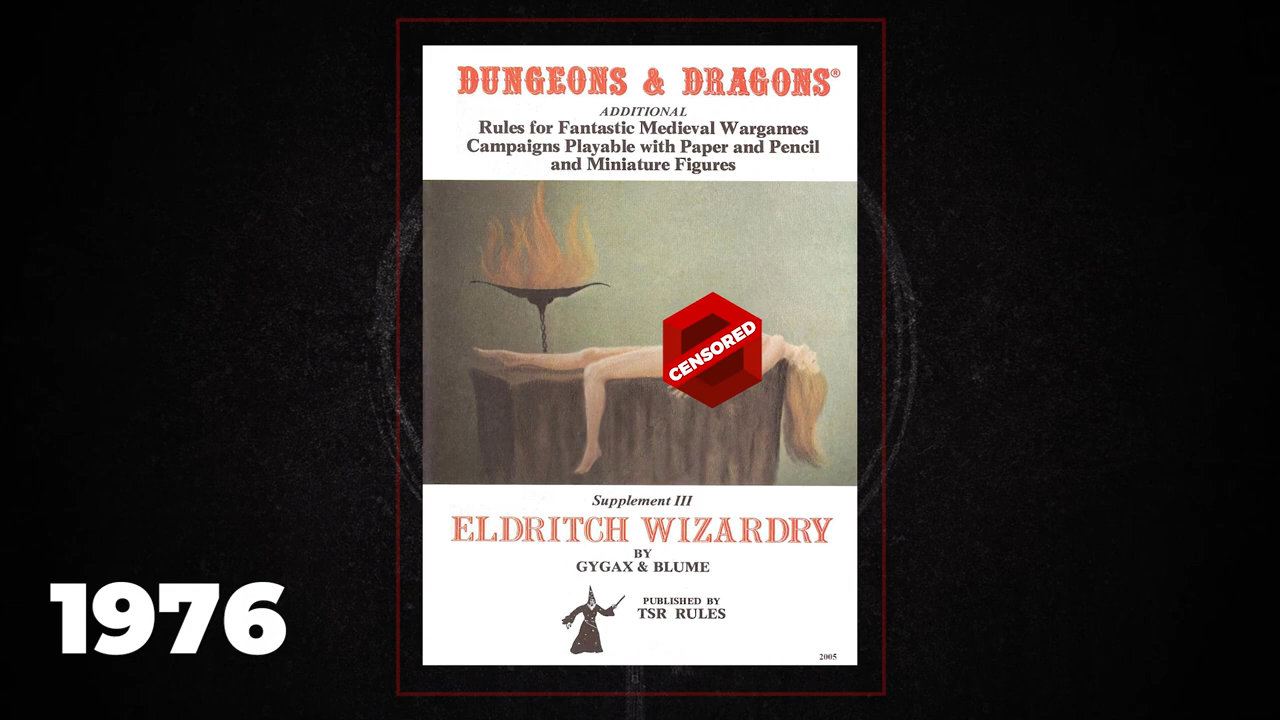 DUNGEONS & DRAGONS®
ADDITIONAL
Rules for Fantastic Medieval Wargames
Campaigns Playable with Paper and Pencil
and Miniature Figures
CENSORED
Supplement III
ELDRITCH WIZARDRY
BY
GYGAX & BLUME
PUBLISHED BY
TSR RULES
2005
1976